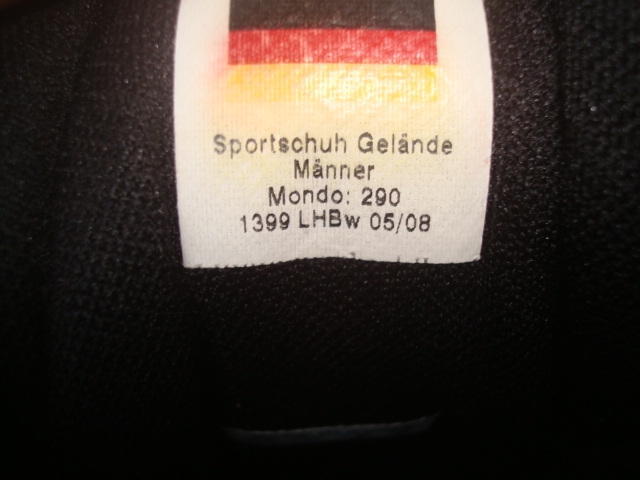 Sportschuh Gelände
Männer
Mondo: 290
1399 LHBw 05/08